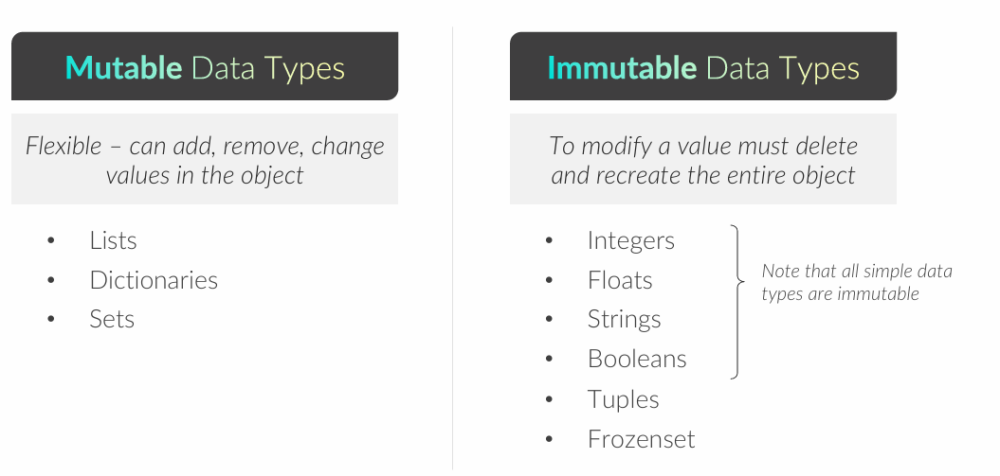 Mutable Data Types
Flexible – can add, remove, change
values in the object
• Lists
• Dictionaries
• Sets
Immutable Data Types
To modify a value must delete
and recreate the entire object
• Integers
• Floats
• Strings
• Booleans
• Tuples
• Frozenset
Note that all simple data
types are immutable